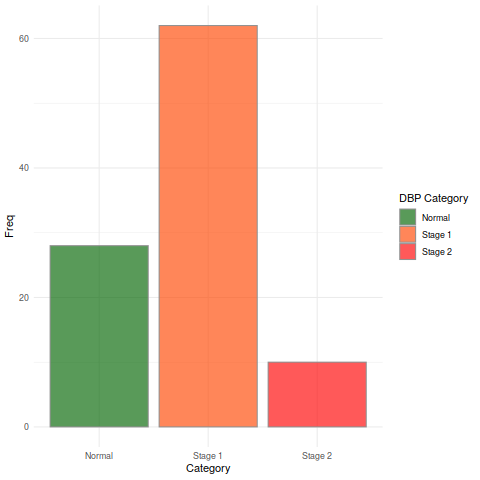 60
40
20
0
Freq
Normal
Stage 1
Stage 2
Category
DBP Category
Normal
Stage 1
Stage 2